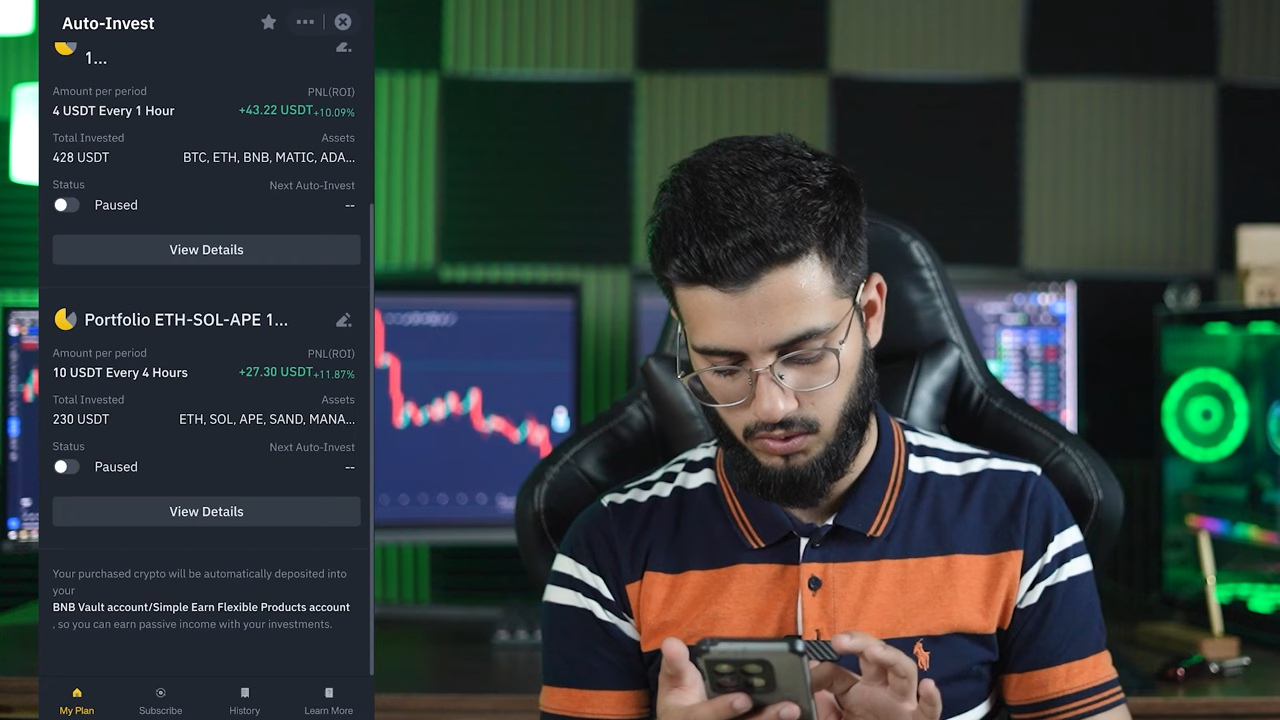 Auto-Invest
1...
Amount per period PNL(ROI)
4 USDT Every 1 Hour +43.22 USDT +10.09%
Total Invested Assets
428 USDT BTC, ETH, BNB, MATIC, ADA...
Status Next Auto-Invest
Paused --
View Details
Portfolio ETH-SOL-APE 1...
Amount per period PNL(ROI)
10 USDT Every 4 Hours +27.30 USDT +11.87%
Total Invested Assets
230 USDT ETH, SOL, APE, SAND, MANA...
Status Next Auto-Invest
Paused --
View Details
Your purchased crypto will be automatically deposited into
your
BNB Vault account/Simple Earn Flexible Products account
, so you can earn passive income with your investments.
My Plan Subscribe History Learn More